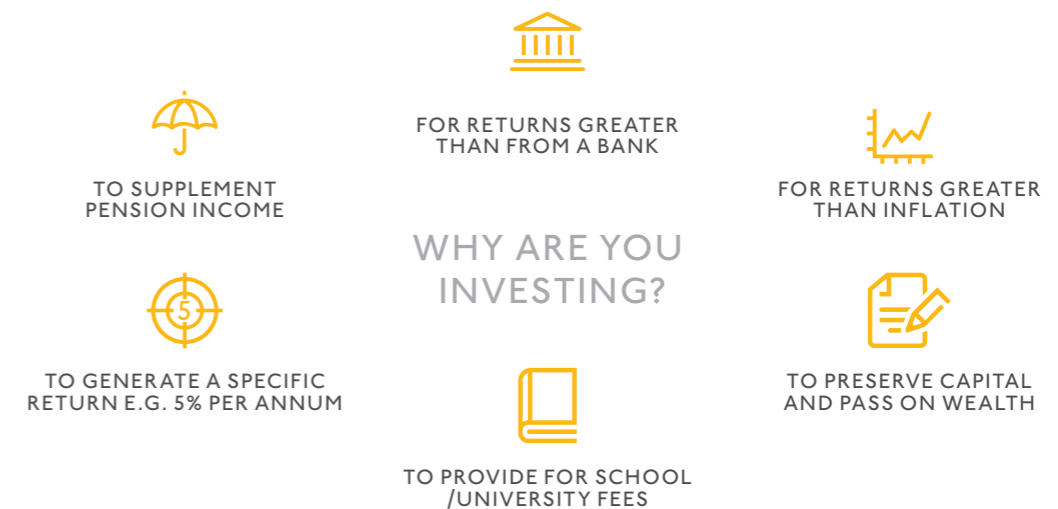 FOR RETURNS GREATER
THAN FROM A BANK
TO SUPPLEMENT
PENSION INCOME
FOR RETURNS GREATER
THAN INFLATION
WHY ARE YOU
INVESTING?
5
TO GENERATE A SPECIFIC
RETURN E.G. 5% PER ANNUM
TO PRESERVE CAPITAL
AND PASS ON WEALTH
TO PROVIDE FOR SCHOOL
/UNIVERSITY FEES